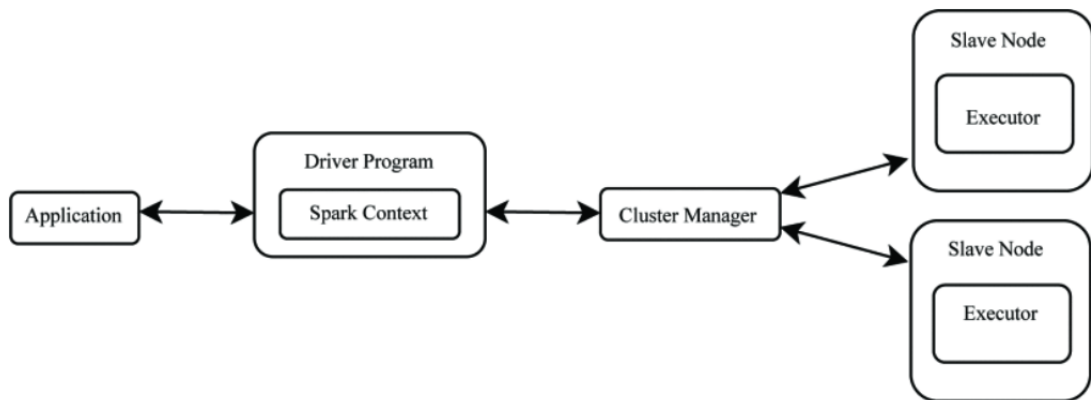 Application
Driver Program
Spark Context
Cluster Manager
Slave Node
Executor
Slave Node
Executor